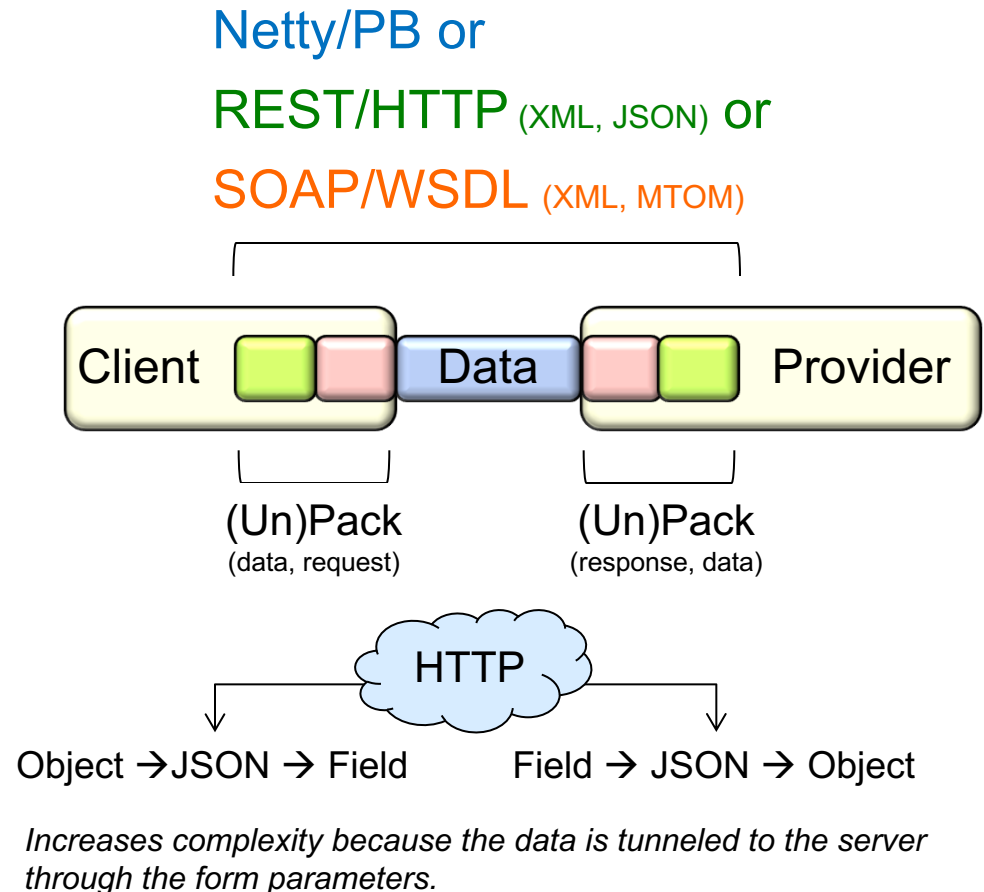 Netty/PB or
REST/HTTP (XML, JSON) or
SOAP/WSDL (XML, MTOM)
Client Data Provider
(Un)Pack (Un)Pack
(data, request) (response, data)
HTTP
Object →JSON → Field Field → JSON → Object
Increases complexity because the data is tunneled to the server
through the form parameters.